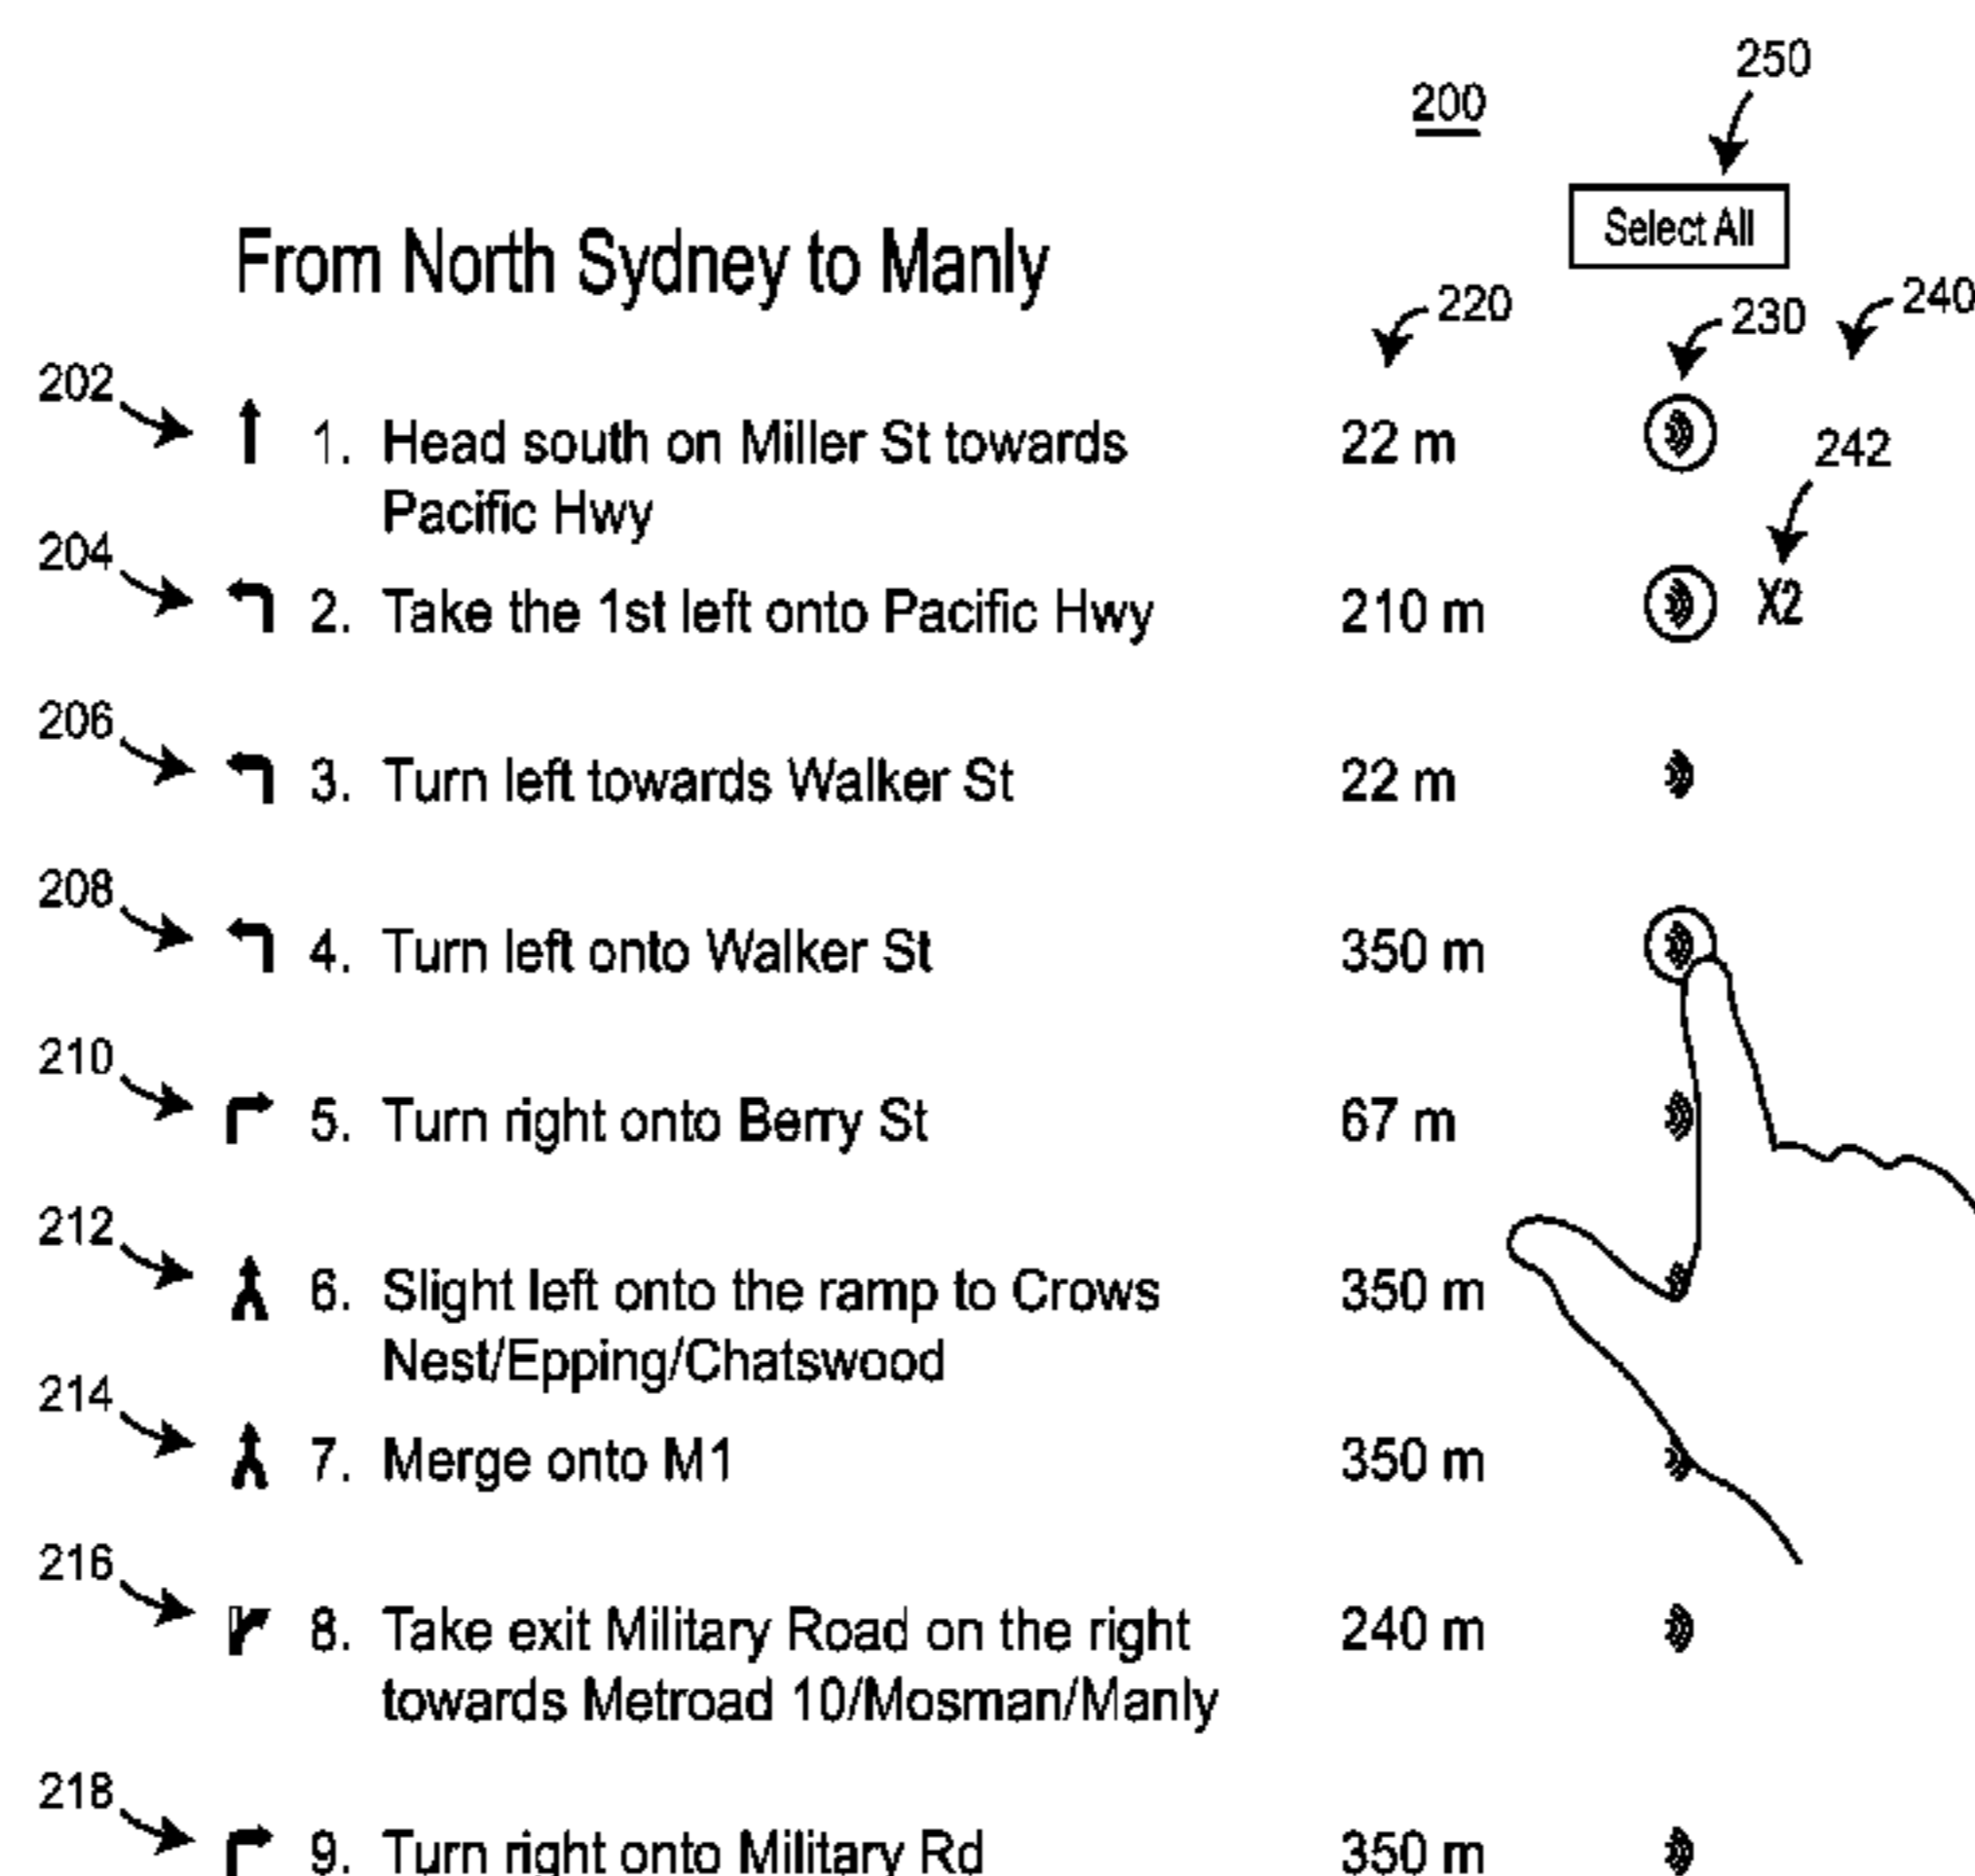 250
200
Select All
From North Sydney to Manly
220
230
240
202
1. Head south on Miller St towards 22 m
242
Pacific Hwy
204
2. Take the 1st left onto Pacific Hwy 210 m X2
206
3. Turn left towards Walker St 22 m
208
4. Turn left onto Walker St 350 m
210
5. Turn right onto Berry St 67 m
212
6. Slight left onto the ramp to Crows 350 m
Nest/Epping/Chatswood
214
7. Merge onto M1 350 m
216
8. Take exit Military Road on the right 240 m
towards Metroad 10/Mosman/Manly
218
9. Turn right onto Military Rd 350 m